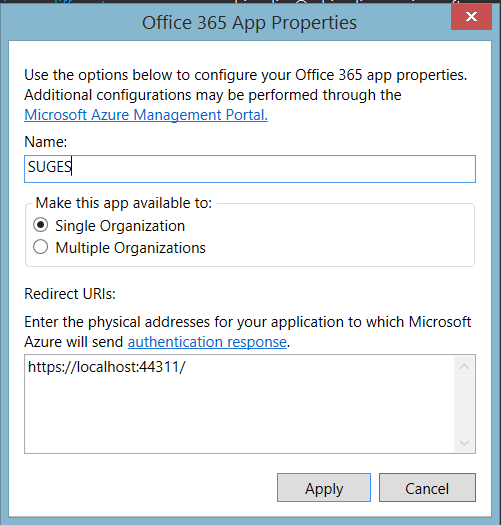 Office 365 App Properties
Use the options below to configure your Office 365 app properties.
Additional configurations may be performed through the
Microsoft Azure Management Portal.
Name:
SUGES
Make this app available to:
Single Organization
Multiple Organizations
Redirect URIs:
Enter the physical addresses for your application to which Microsoft
Azure will send authentication response.
https://localhost:44311/
Apply
Cancel